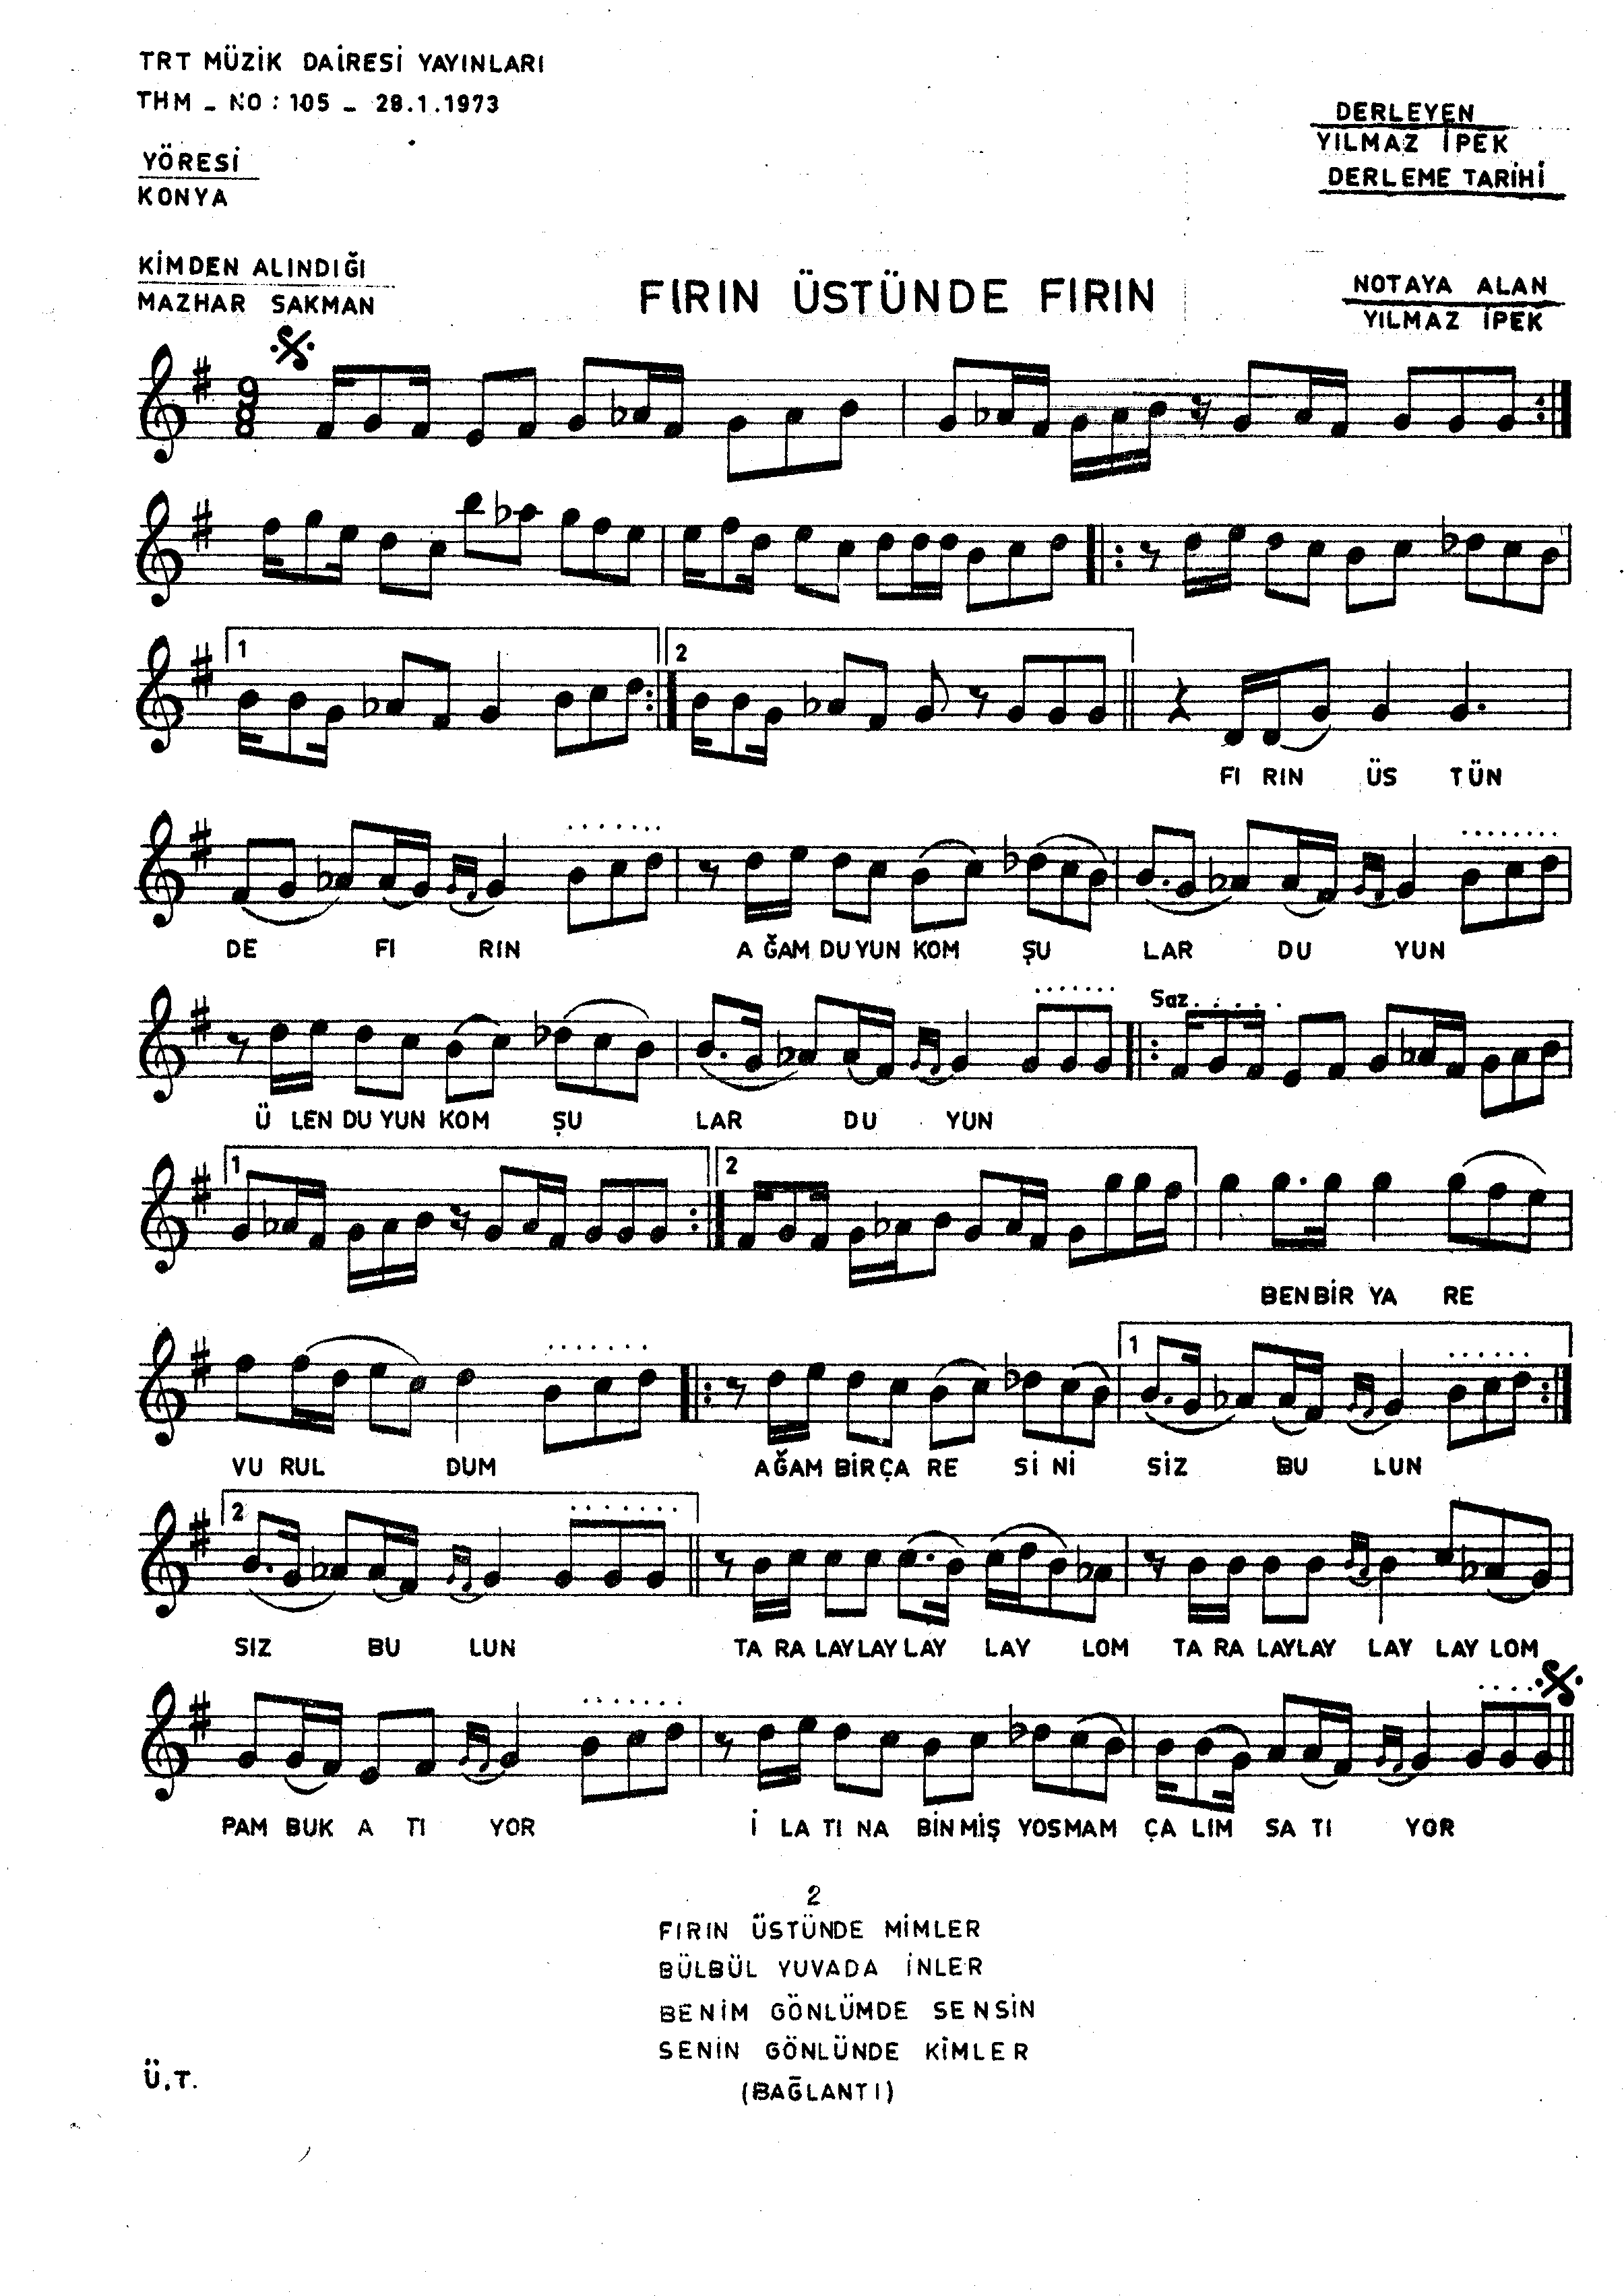 TRT MÜZİK DAİRESİ YAYINLARI
THM _ NO : 105 _ 28.1.1973
YÖRESİ
KONYA
KİMDEN ALINDIĞI
MAZHAR SAKMAN
FIRIN ÜSTÜNDE FIRIN
DERLEYEN
YILMAZ İPEK
DERLEME TARİHİ
NOTAYA ALAN
YILMAZ İPEK
9
8
1
2
FI RIN ÜS TÜN
DE FI RIN A ĞAM DU YUN KOM ŞU LAR DU YUN
Saz
Ü LEN DU YUN KOM ŞU LAR DU YUN
1
2
BEN BİR YA RE
1
VU RUL DUM AĞAM BİR ÇA RE Sİ Nİ SİZ BU LUN
2
SIZ BU LUN TA RA LAY LAY LAY LAY LOM TA RA LAY LAY LAY LAY LOM
PAM BUK A TI YOR İ LA TI NA BİN MİŞ YOSMAM ÇA LIM SA TI YOR
2
FIRIN ÜSTÜNDE MİMLER
BÜLBÜL YUVADA İNLER
BENİM GÖNLÜMDE SENSİN
SENİN GÖNLÜNDE KİMLER
(BAĞLANTI)
Ü.T.